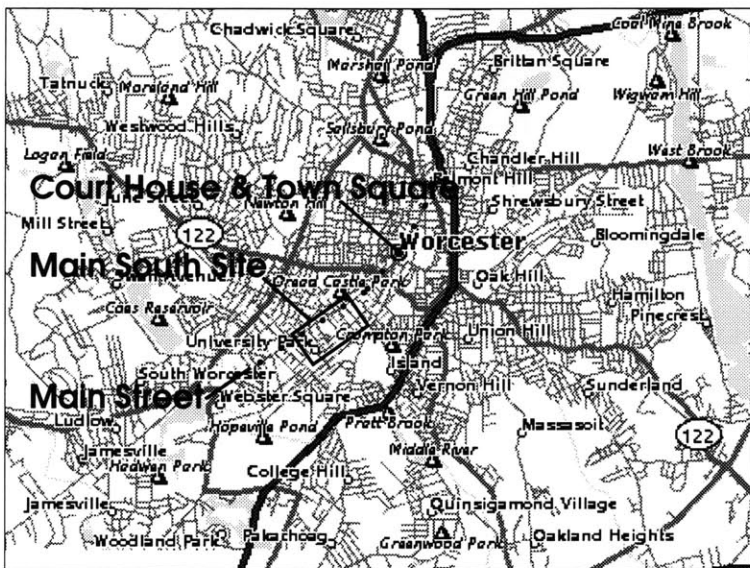 Chadwick Square
Coal Mine Brook
Marshall Pond
Brittan Square
Tatnuck
Moreland Hill
Green Hill Pond
Wigwam Hill
Westwood Hills
Salisbury Pond
Logan Field
Chandler Hill
West Brook
Belmont Hill
Court House & Town Square
June Street
Newton Hill
Shrewsbury Street
Mill Street
122
Worcester
Bloomingdale
Main South Site
Oread Castle Park
Oak Hill
Coes Reservoir
Hamilton
Pinecrest
University Park
Crompton Park
Union Hill
Island
South Worcester
Main Street
Webster Square
Vernon Hill
Sunderland
Ludlow
Hopeville Pond
Pratt Brook
Massasoit
122
Jamesville
Hadwen Park
Middle River
College Hill
Jamesville
Quinsigamond Village
Woodland Park
Pakachoag
Greenwood Park
Oakland Heights